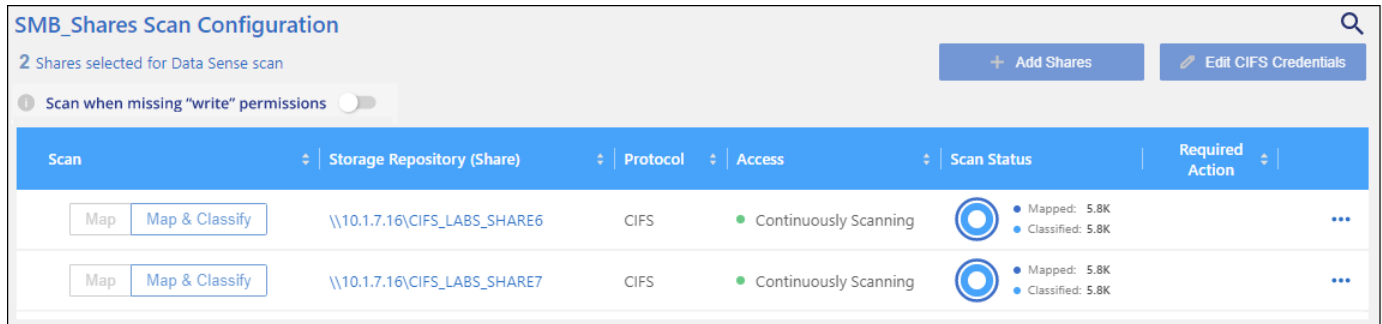 SMB_Shares Scan Configuration
2 Shares selected for Data Sense scan
+ Add Shares
Edit CIFS Credentials
Scan when missing “write” permissions
Scan Storage Repository (Share) Protocol Access Scan Status Required Action
Map Map & Classify \\10.1.7.16\CIFS_LABS_SHARE6 CIFS Continuously Scanning Mapped: 5.8K
Classified: 5.8K
Map Map & Classify \\10.1.7.16\CIFS_LABS_SHARE7 CIFS Continuously Scanning Mapped: 5.8K
Classified: 5.8K